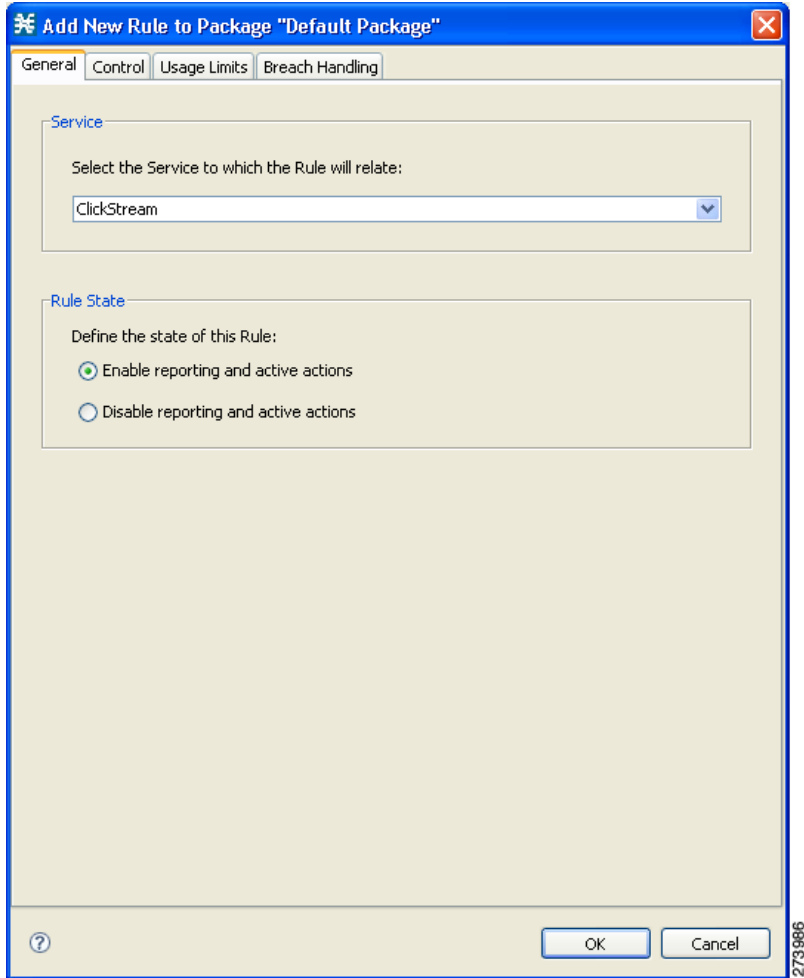 Add New Rule to Package "Default Package"
General Control Usage Limits Breach Handling
Service
Select the Service to which the Rule will relate:
ClickStream
Rule State
Define the state of this Rule:
Enable reporting and active actions
Disable reporting and active actions
?
OK Cancel
273986